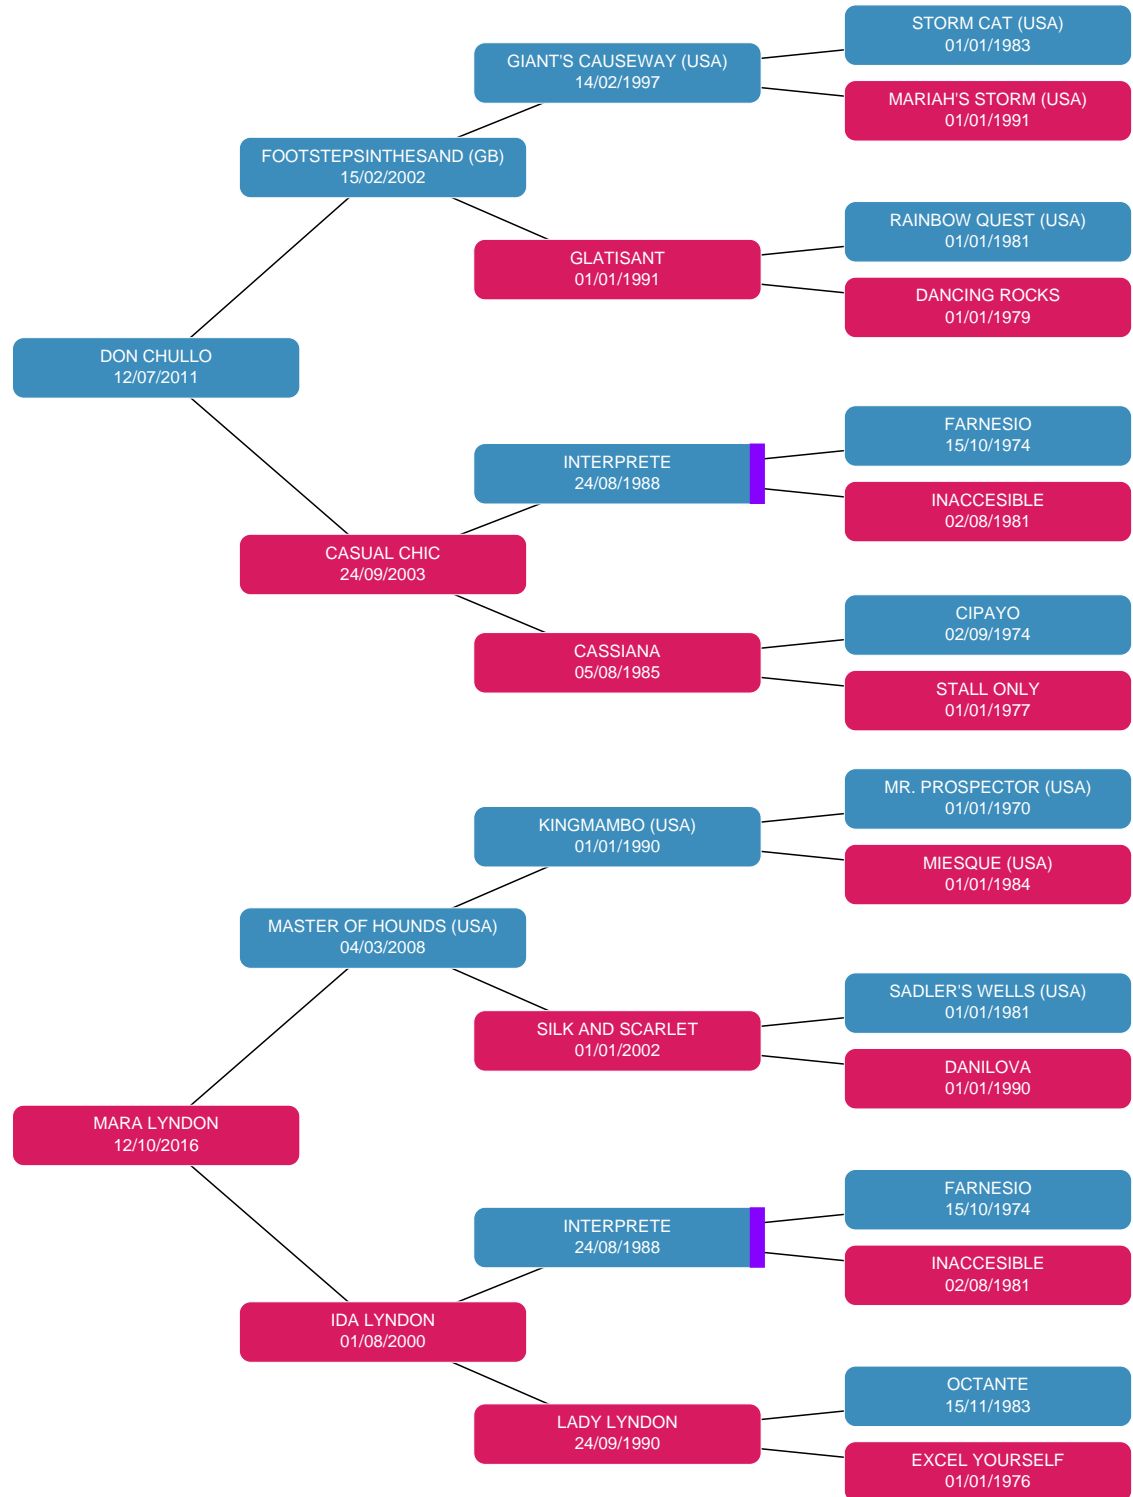 STORM CAT (USA)
01/01/1983
GIANT'S CAUSEWAY (USA)
14/02/1997
MARIAH'S STORM (USA)
01/01/1991
FOOTSTEPSINTHESAND (GB)
15/02/2002
RAINBOW QUEST (USA)
01/01/1981
GLATISANT
01/01/1991
DANCING ROCKS
01/01/1979
DON CHULLO
12/07/2011
FARNESIO
15/10/1974
INTERPRETE
24/08/1988
INACCESIBLE
02/08/1981
CASUAL CHIC
24/09/2003
CIPAYO
02/09/1974
CASSIANA
05/08/1985
STALL ONLY
01/01/1977
MR. PROSPECTOR (USA)
01/01/1970
KINGMAMBO (USA)
01/01/1990
MIESQUE (USA)
01/01/1984
MASTER OF HOUNDS (USA)
04/03/2008
SADLER'S WELLS (USA)
01/01/1981
SILK AND SCARLET
01/01/2002
DANILOVA
01/01/1990
MARA LYNDON
12/10/2016
FARNESIO
15/10/1974
INTERPRETE
24/08/1988
INACCESIBLE
02/08/1981
IDA LYNDON
01/08/2000
OCTANTE
15/11/1983
LADY LYNDON
24/09/1990
EXCEL YOURSELF
01/01/1976